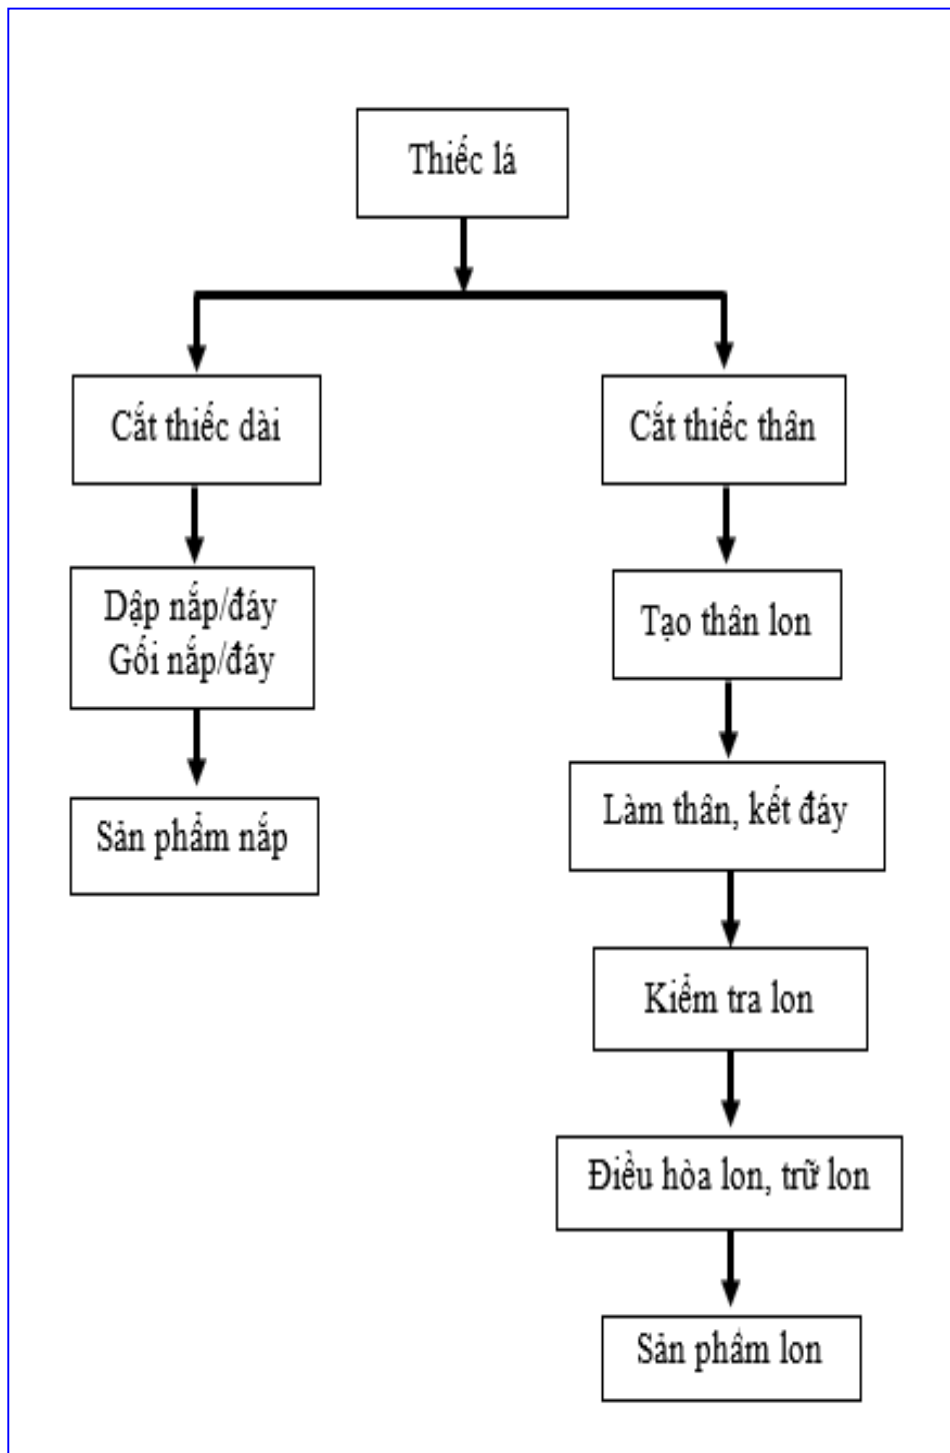 Thiếc lá
Cắt thiếc dài
Dập nắp/đáy
Gối nắp/đáy
Sản phẩm nắp
Cắt thiếc thân
Tạo thân lon
Làm thân, kết đáy
Kiểm tra lon
Điều hòa lon, trữ lon
Sản phẩm lon